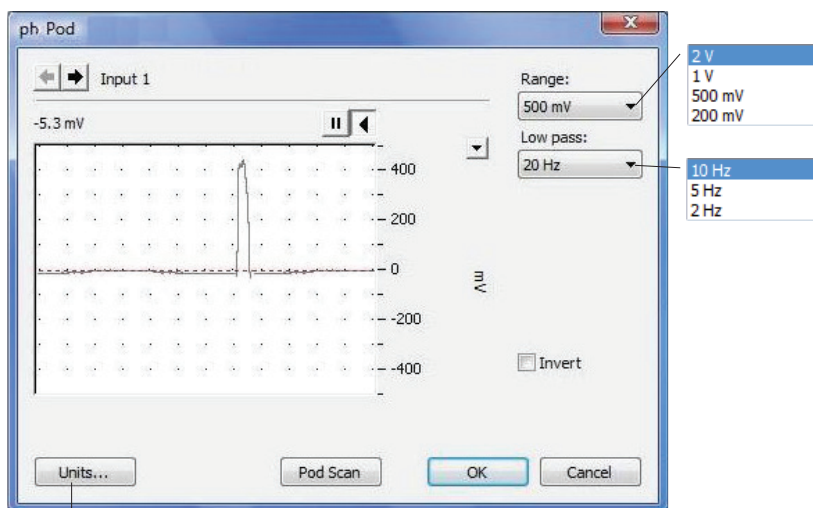 ph Pod
Input 1
-5.3 mV
400
200
0
-200
-400
mV
Range:
500 mV
Low pass:
20 Hz
Invert
2 V
1 V
500 mV
200 mV
10 Hz
5 Hz
2 Hz
Units...
Pod Scan
OK
Cancel